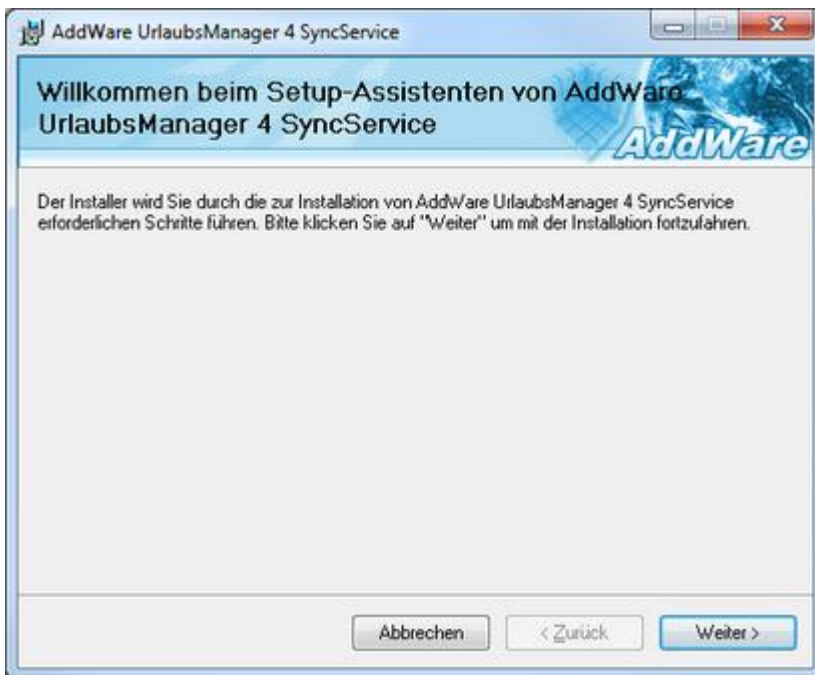 AddWare UrlaubsManager 4 SyncService
Willkommen beim Setup-Assistenten von AddWare
UrlaubsManager 4 SyncService
AddWare
Der Installer wird Sie durch die zur Installation von AddWare UrlaubsManager 4 SyncService
erforderlichen Schritte führen. Bitte klicken Sie auf "Weiter" um mit der Installation fortzufahren.
Abbrechen < Zurück Weiter >